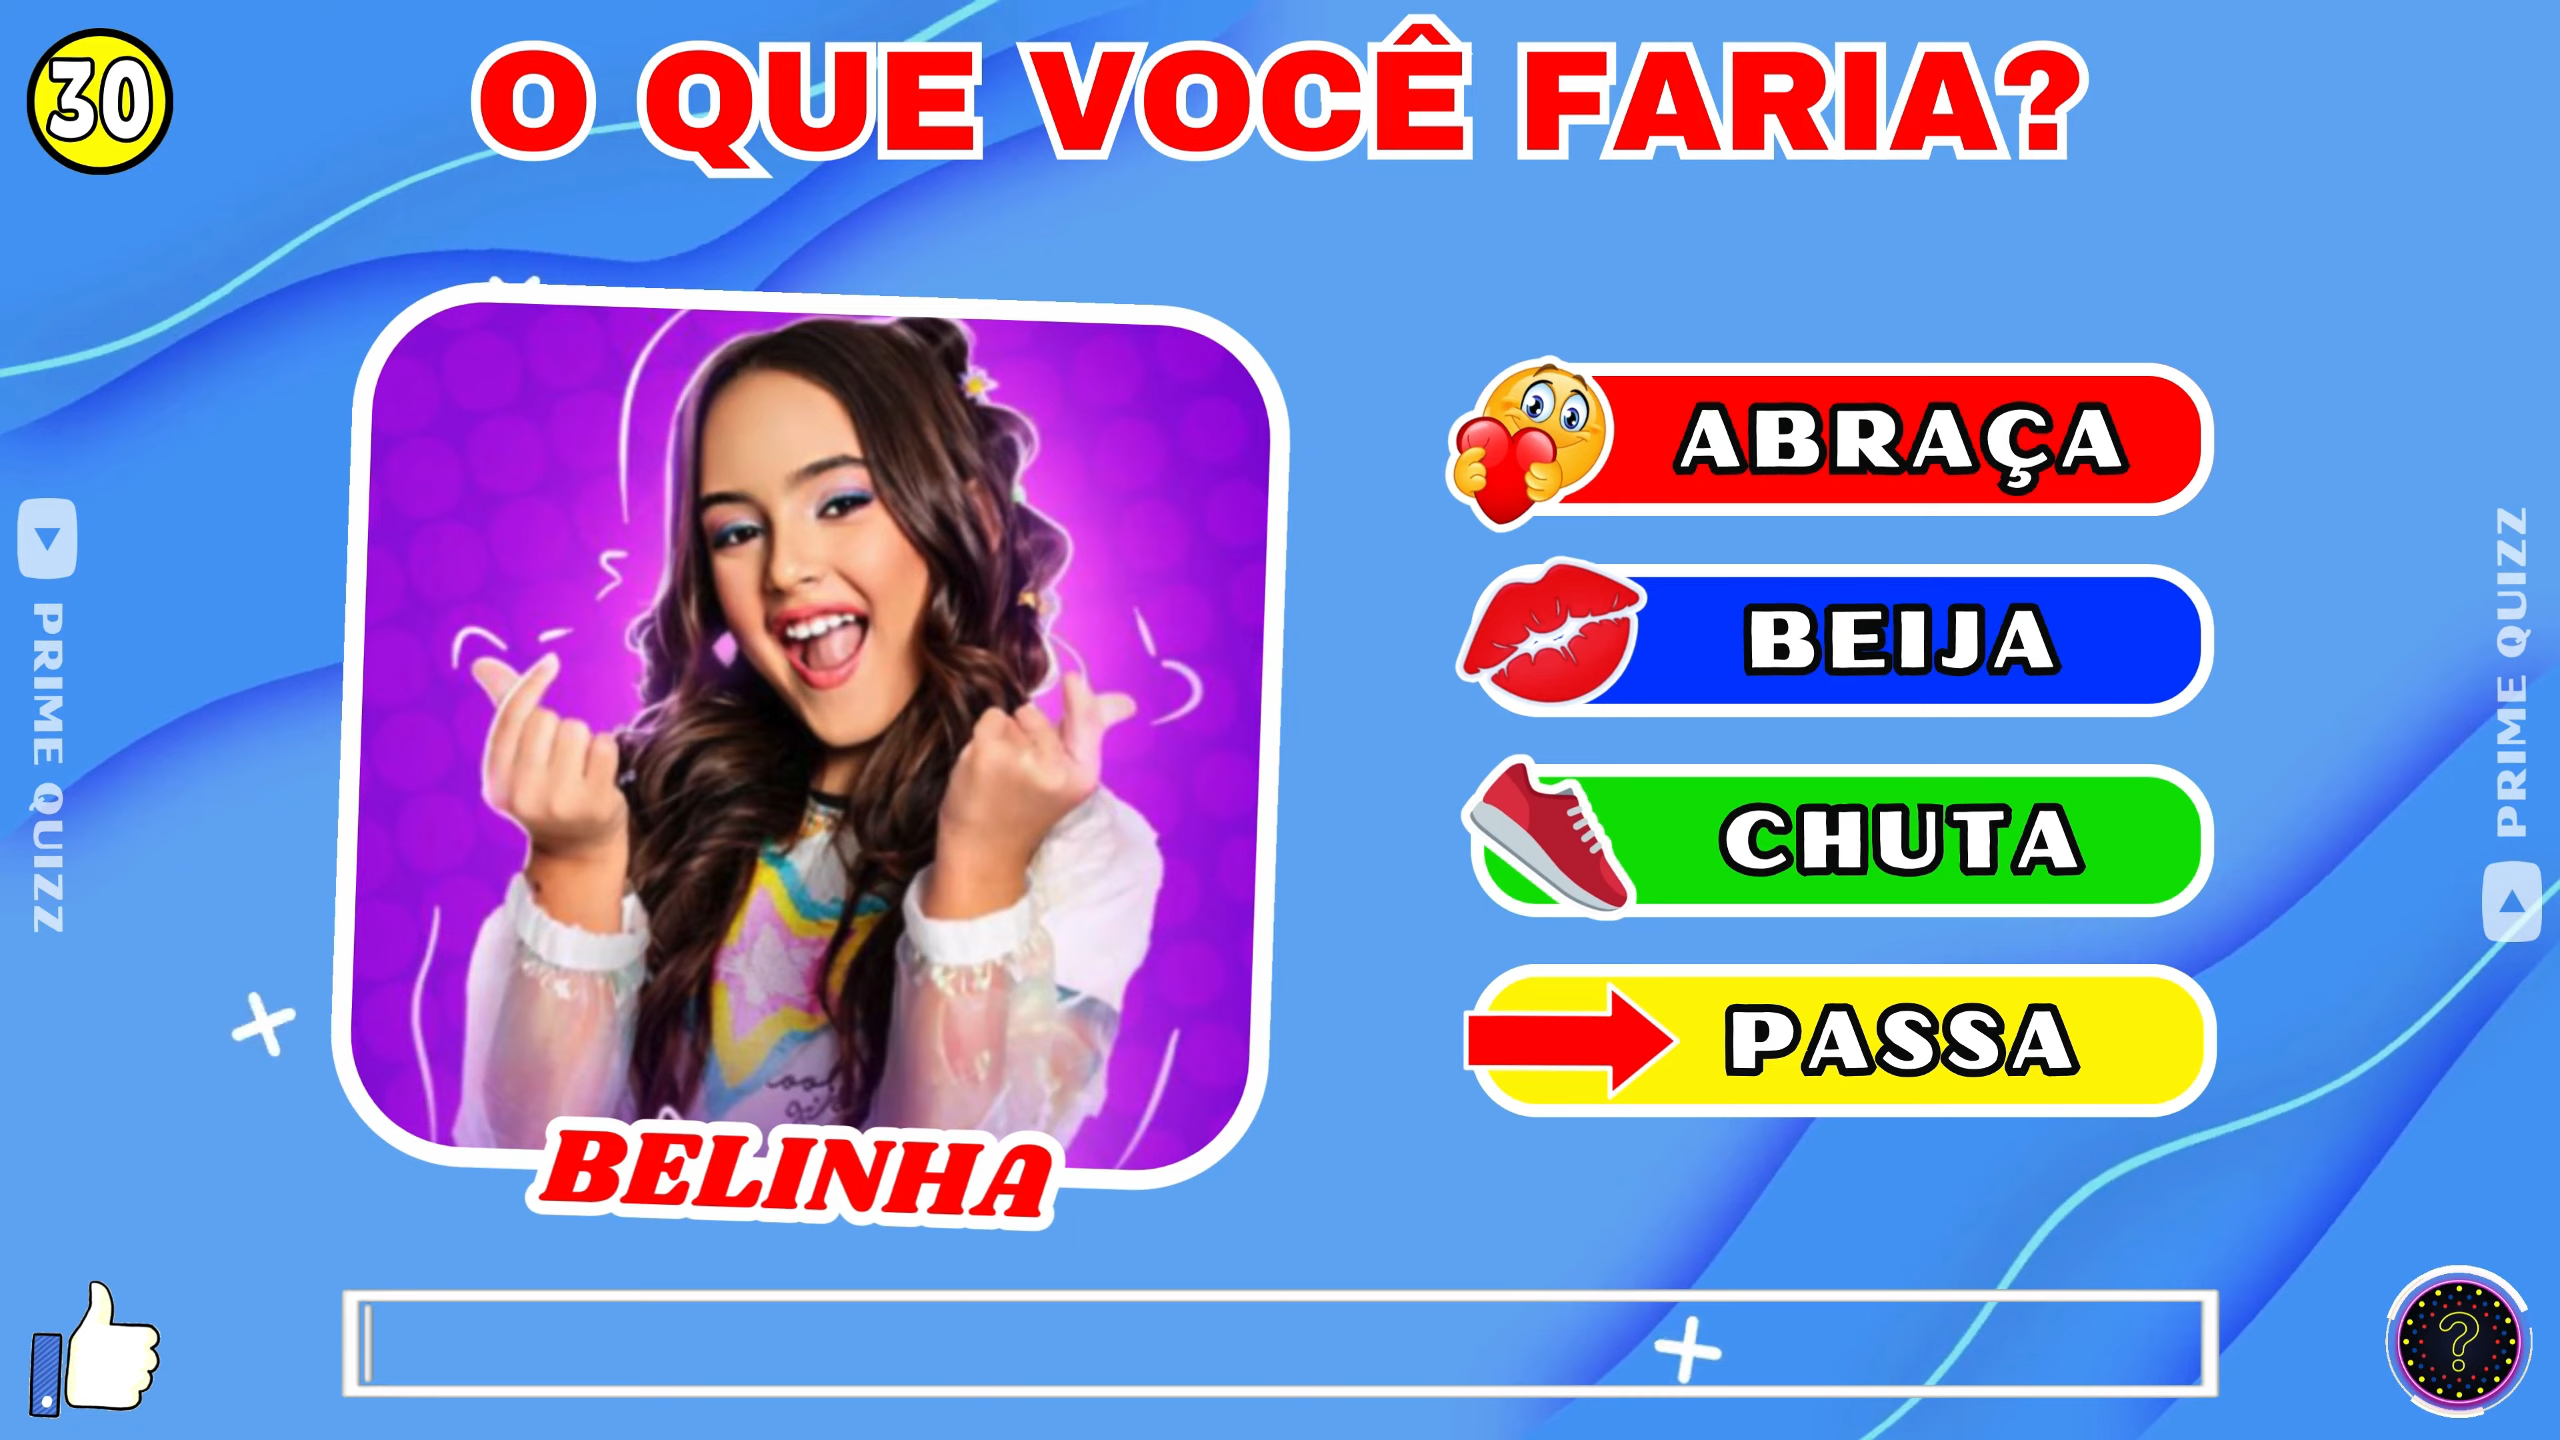 30
O QUE VOCÊ FARIA?
ABRAÇA
BEIJA
CHUTA
PASSA
BELINHA
PRIME QUIZZ
PRIME QUIZZ
?